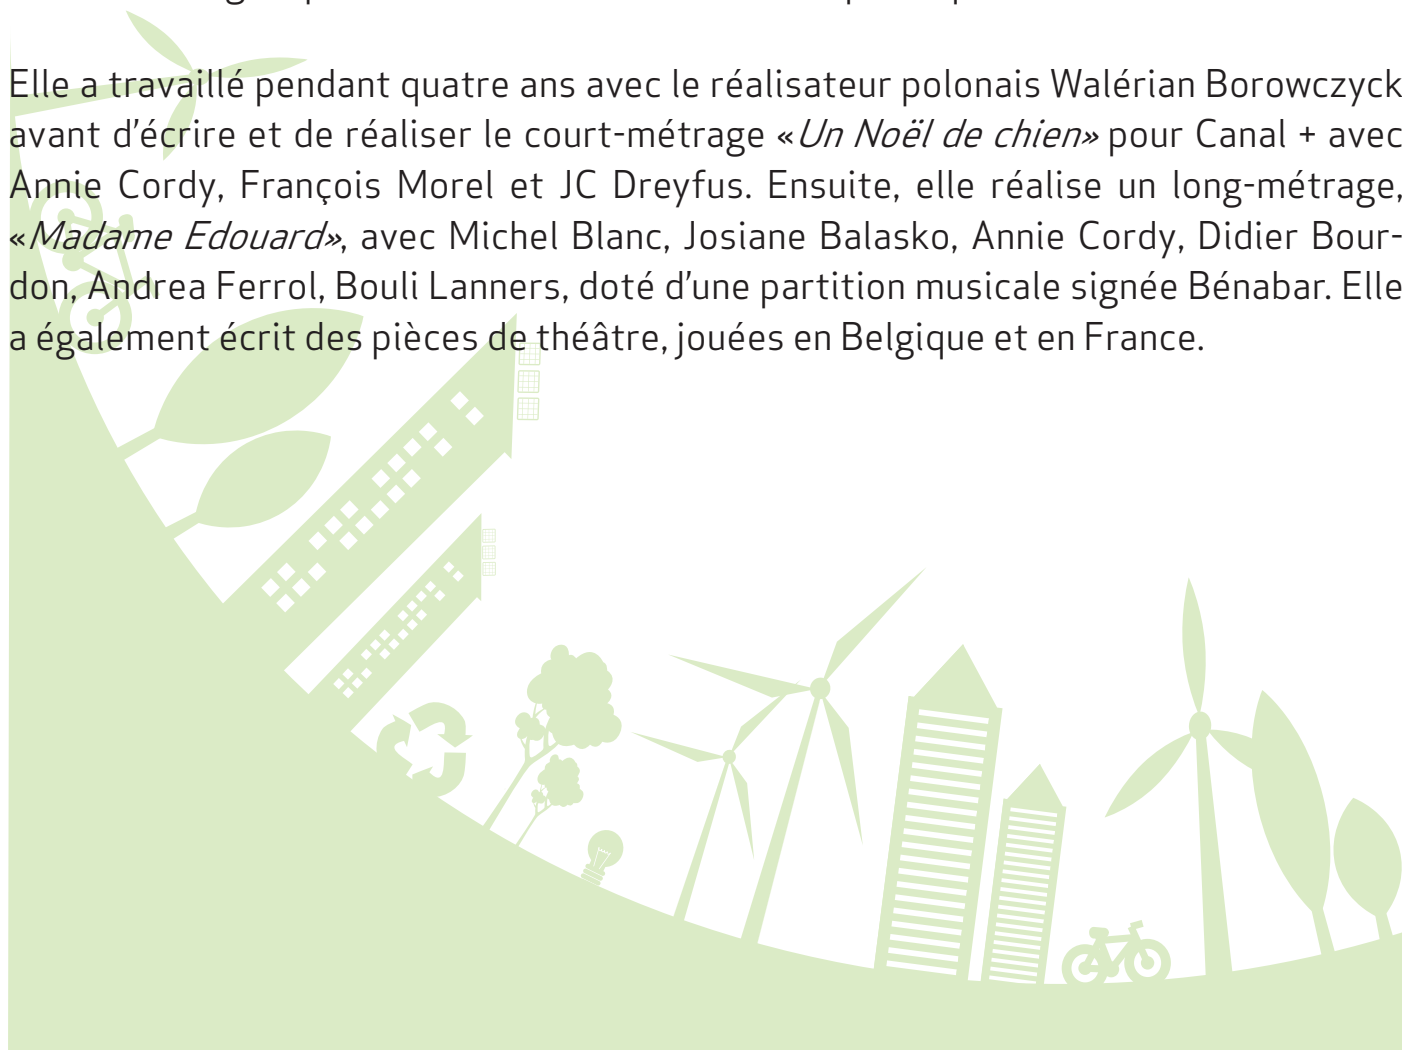 Elle a travaillé pendant quatre ans avec le réalisateur polonais Walérian Borowczyck
avant d'écrire et de réaliser le court-métrage «Un Noël de chien» pour Canal + avec
Annie Cordy, François Morel et JC Dreyfus. Ensuite, elle réalise un long-métrage,
«Madame Edouard», avec Michel Blanc, Josiane Balasko, Annie Cordy, Didier Bour-
don, Andrea Ferrol, Bouli Lanners, doté d'une partition musicale signée Bénabar. Elle
a également écrit des pièces de théâtre, jouées en Belgique et en France.